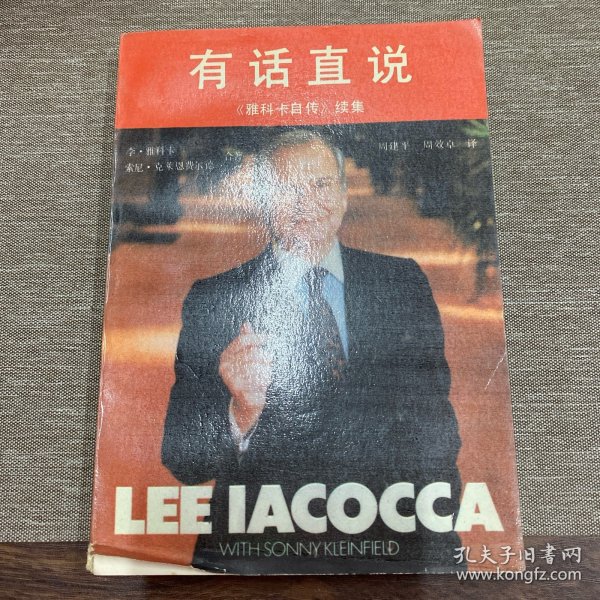 有话直说
《雅科卡自传》续集
李·雅科卡
索尼·克莱恩费尔德
周建平 周效卓 译
LEE IACOCCA
WITH SONNY KLEINFIELD
孔夫子旧书网
www.kongfz.com